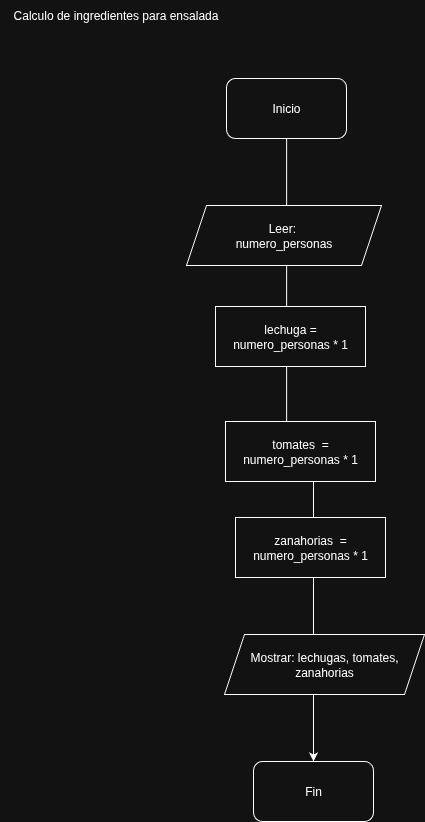 Calculo de ingredientes para ensalada
Inicio
Leer:
numero_personas
lechuga =
numero_personas * 1
tomates  =
numero_personas * 1
zanahorias  =
numero_personas * 1
Mostrar: lechugas, tomates,
zanahorias
Fin